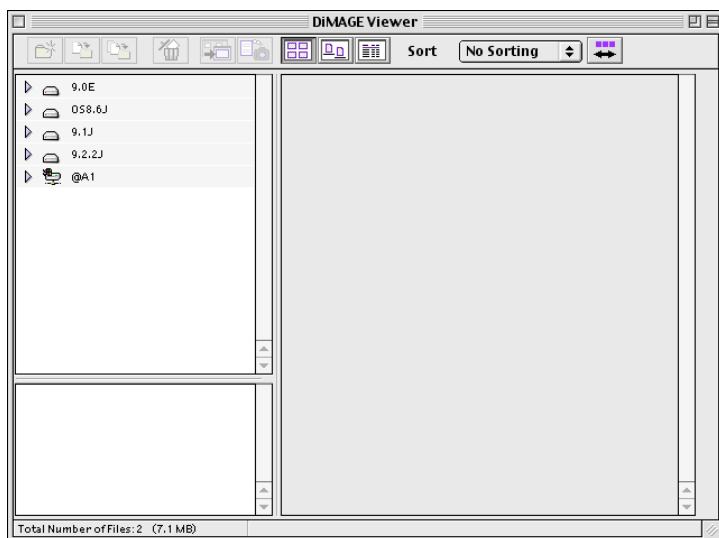 DiMAGE Viewer
Sort No Sorting
9.0E
OS8.6J
9.1J
9.2.2J
@A1
Total Number of Files: 2 (7.1 MB)